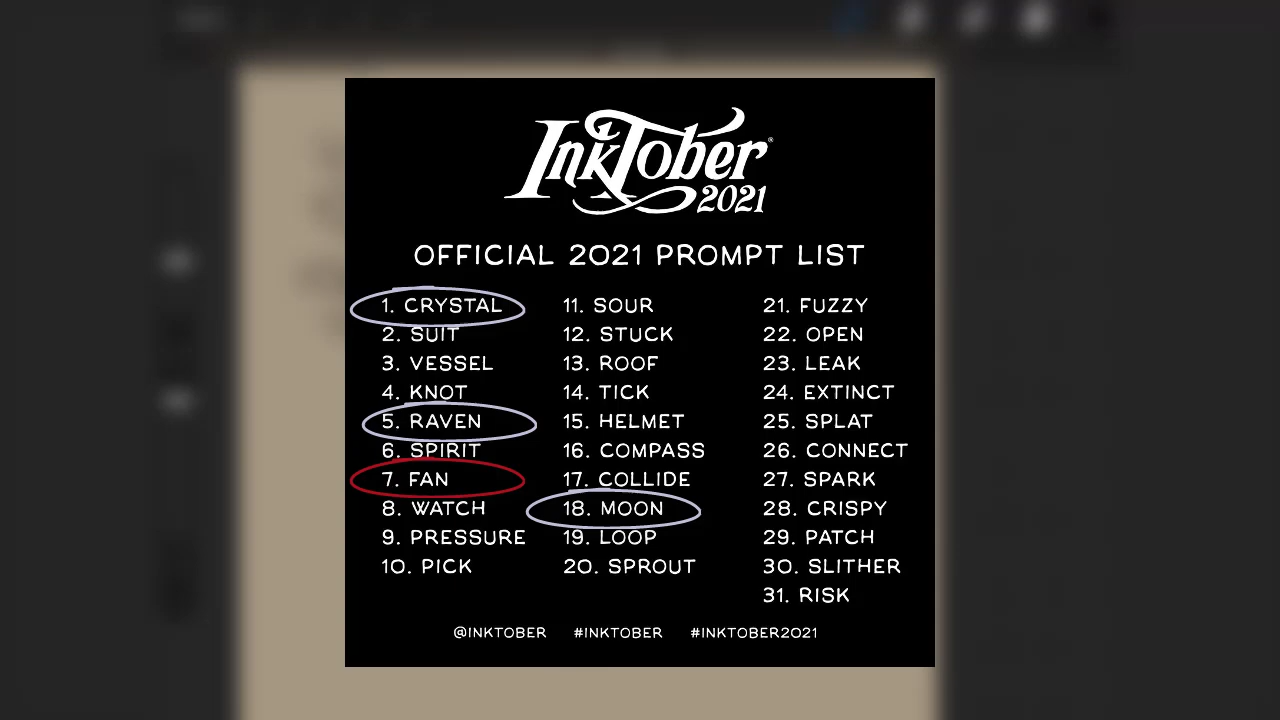 InkTober®
2021
OFFICIAL 2021 PROMPT LIST
1. CRYSTAL
2. SUIT
3. VESSEL
4. KNOT
5. RAVEN
6. SPIRIT
7. FAN
8. WATCH
9. PRESSURE
10. PICK
11. SOUR
12. STUCK
13. ROOF
14. TICK
15. HELMET
16. COMPASS
17. COLLIDE
18. MOON
19. LOOP
20. SPROUT
21. FUZZY
22. OPEN
23. LEAK
24. EXTINCT
25. SPLAT
26. CONNECT
27. SPARK
28. CRISPY
29. PATCH
30. SLITHER
31. RISK
@INKTOBER #INKTOBER #INKTOBER2021